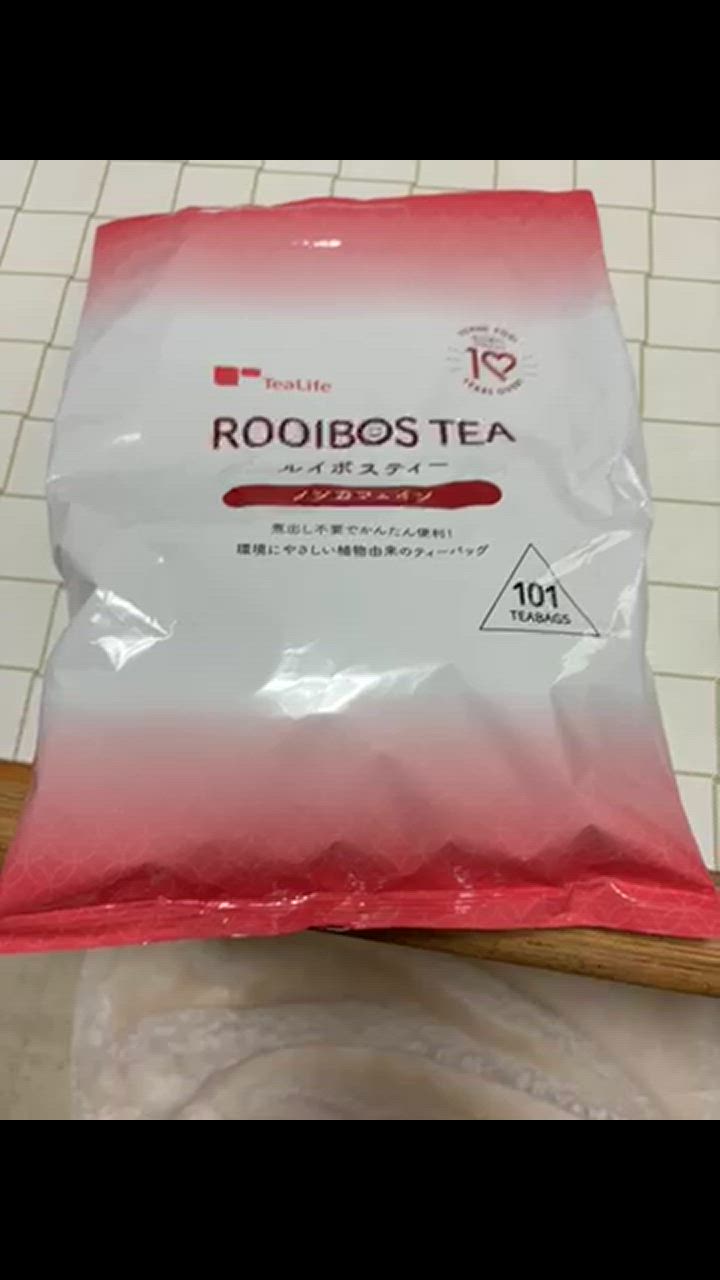 TeaLife
10
YEARS OVER
ROOIBOS TEA
ルイボスティー
ノンカフェイン
煮出し不要でかんたん便利!
環境にやさしい植物由来のティーバッグ
101
TEABAGS